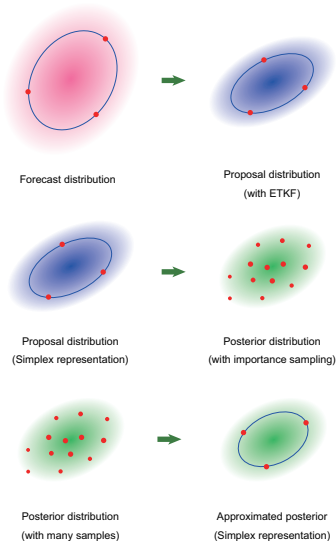 Forecast distribution
Proposal distribution
(with ETKF)
Proposal distribution
(Simplex representation)
Posterior distribution
(with importance sampling)
Posterior distribution
(with many samples)
Approximated posterior
(Simplex representation)